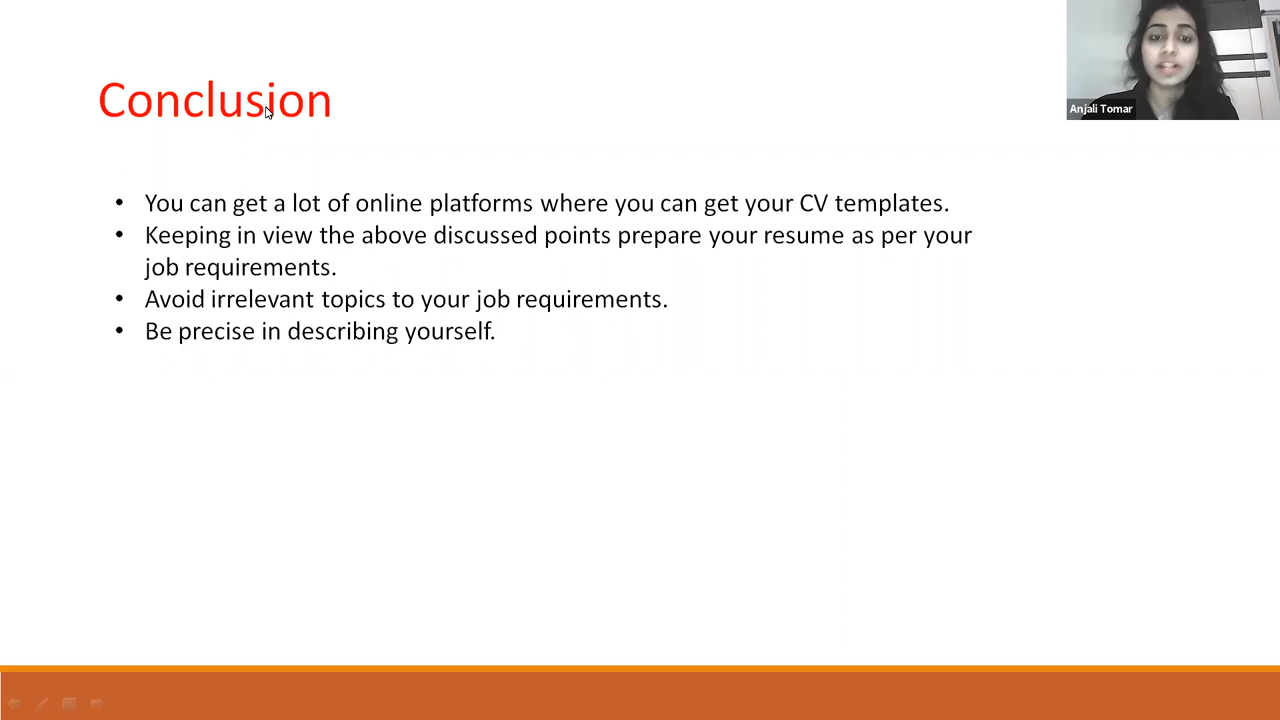 Conclusion
Anjali Tomar
• You can get a lot of online platforms where you can get your CV templates.
• Keeping in view the above discussed points prepare your resume as per your
job requirements.
• Avoid irrelevant topics to your job requirements.
• Be precise in describing yourself.